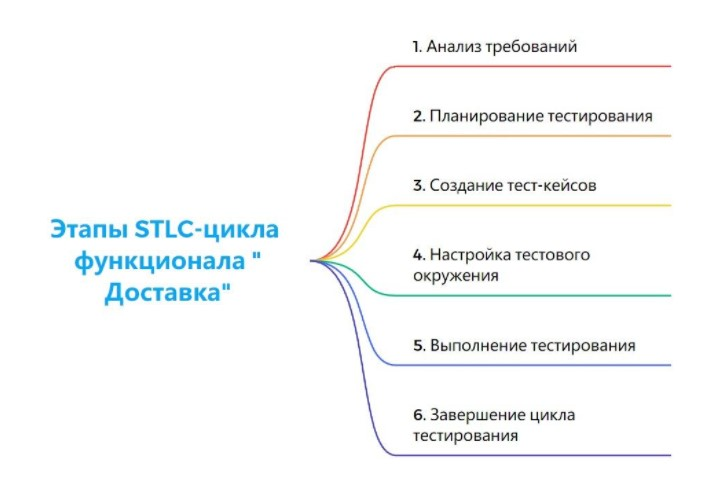 1. Анализ требований
2. Планирование тестирования
3. Создание тест-кейсов
Этапы STLC-цикла
функционала "
Доставка"
4. Настройка тестового
окружения
5. Выполнение тестирования
6. Завершение цикла
тестирования